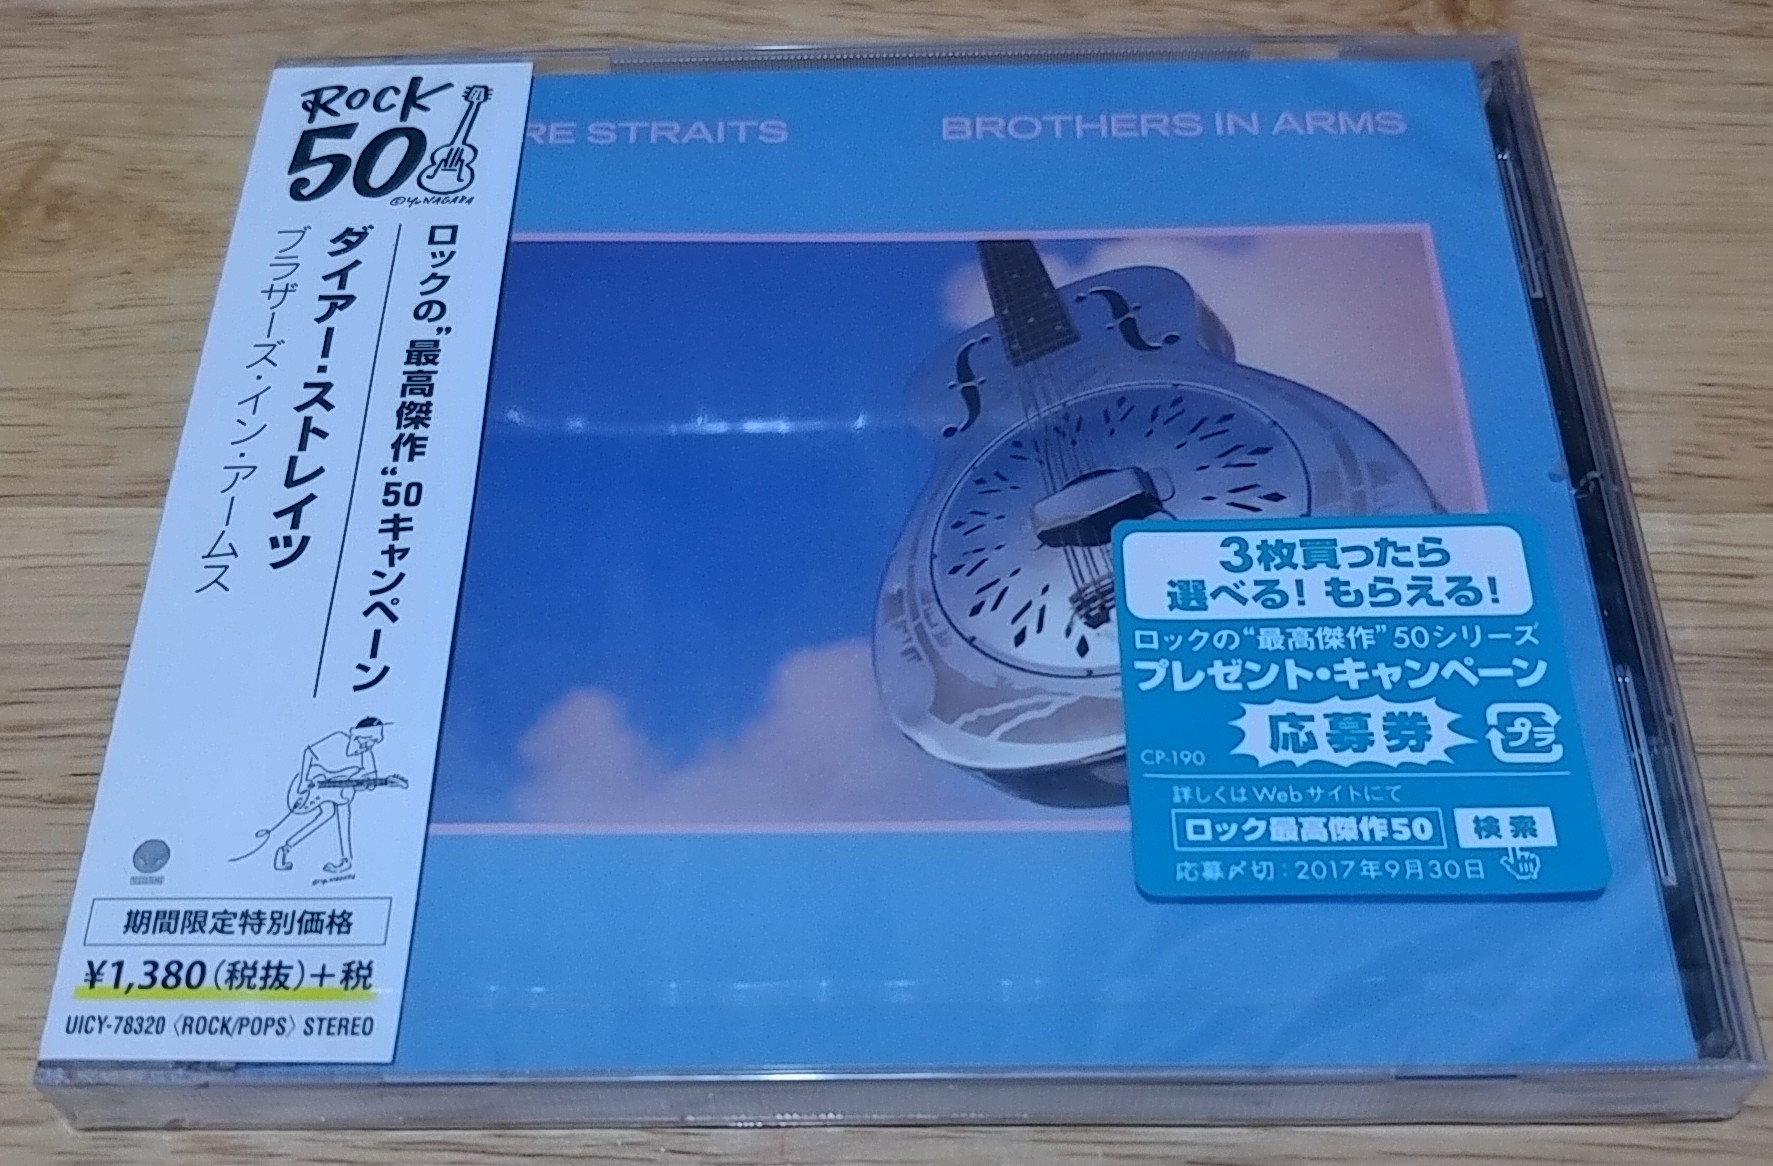 ROCK
50
©Yu NAGABA
ロックの"最高傑作"50キャンペーン
ダイアー・ストレイツ
ブラザーズ・イン・アームス
期間限定特別価格
¥1,380(税抜)+税
UICY-78320〈ROCK/POPS〉STEREO
RE STRAITS
BROTHERS IN ARMS
3枚買ったら
選べる!もらえる!
ロックの"最高傑作"50シリーズ
プレゼント・キャンペーン
応募券
プラ
CP-190
詳しくはWebサイトにて
ロック最高傑作50
検索
応募〆切:2017年9月30日